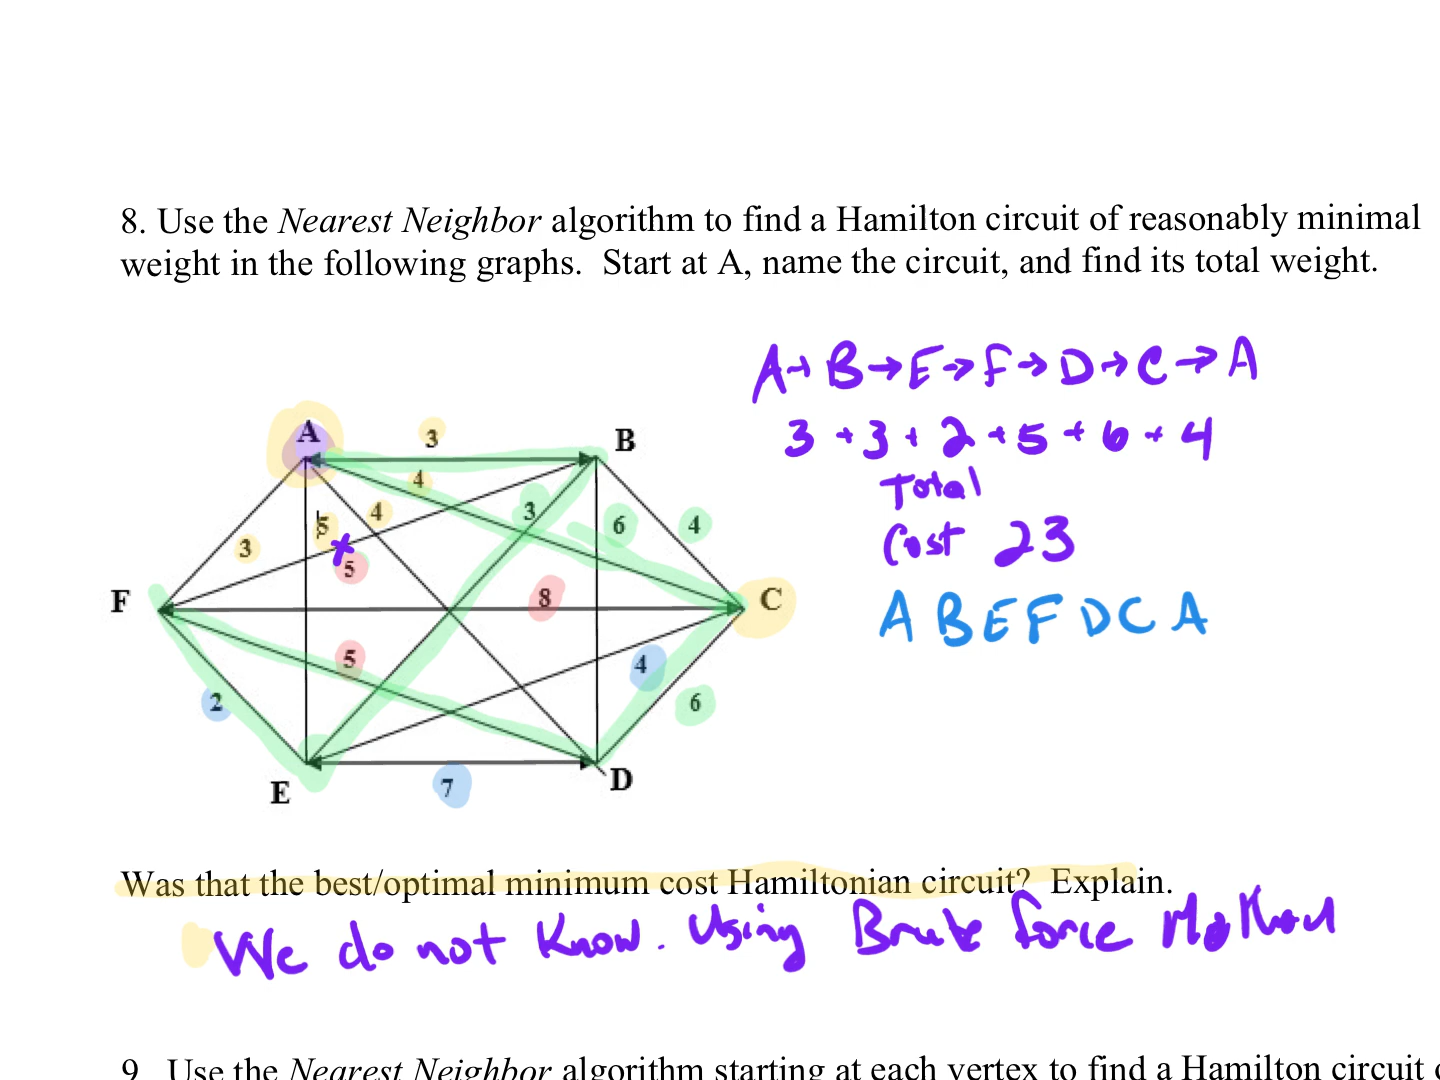 8. Use the Nearest Neighbor algorithm to find a Hamilton circuit of reasonably minimal
weight in the following graphs. Start at A, name the circuit, and find its total weight.
A→B→E→F→D→C→A
3+3+2+5+6+4
Total
Cost 23
A B E F D C A
A
3
B
4
5
4
3
6
4
3
5
F
8
C
5
4
2
6
E
7
D
Was that the best/optimal minimum cost Hamiltonian circuit? Explain.
We do not know. Using Brute force Method
9. Use the Nearest Neighbor algorithm starting at each vertex to find a Hamilton circuit